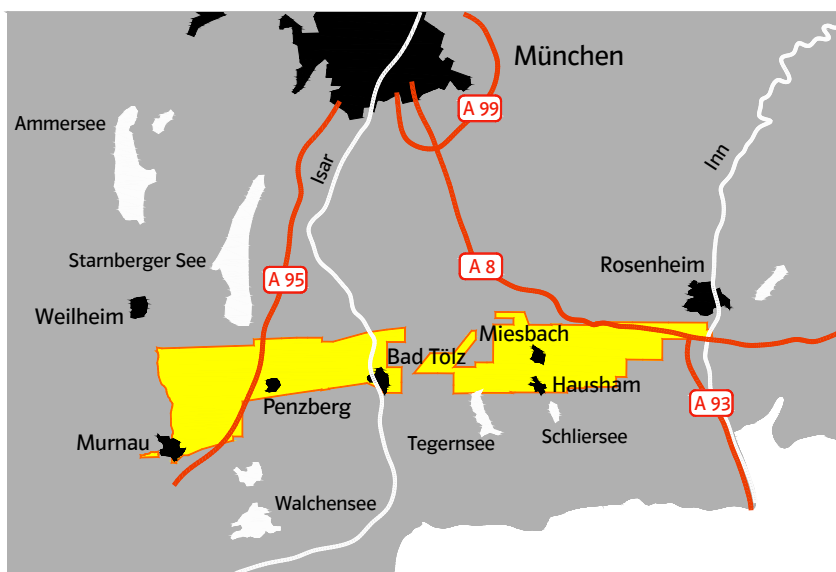 München
A 99
Ammersee
Isar
Inn
Starnberger See
A 95
A 8
Rosenheim
Weilheim
Miesbach
Bad Tölz
Hausham
Penzberg
A 93
Murnau
Tegernsee
Schliersee
Walchensee